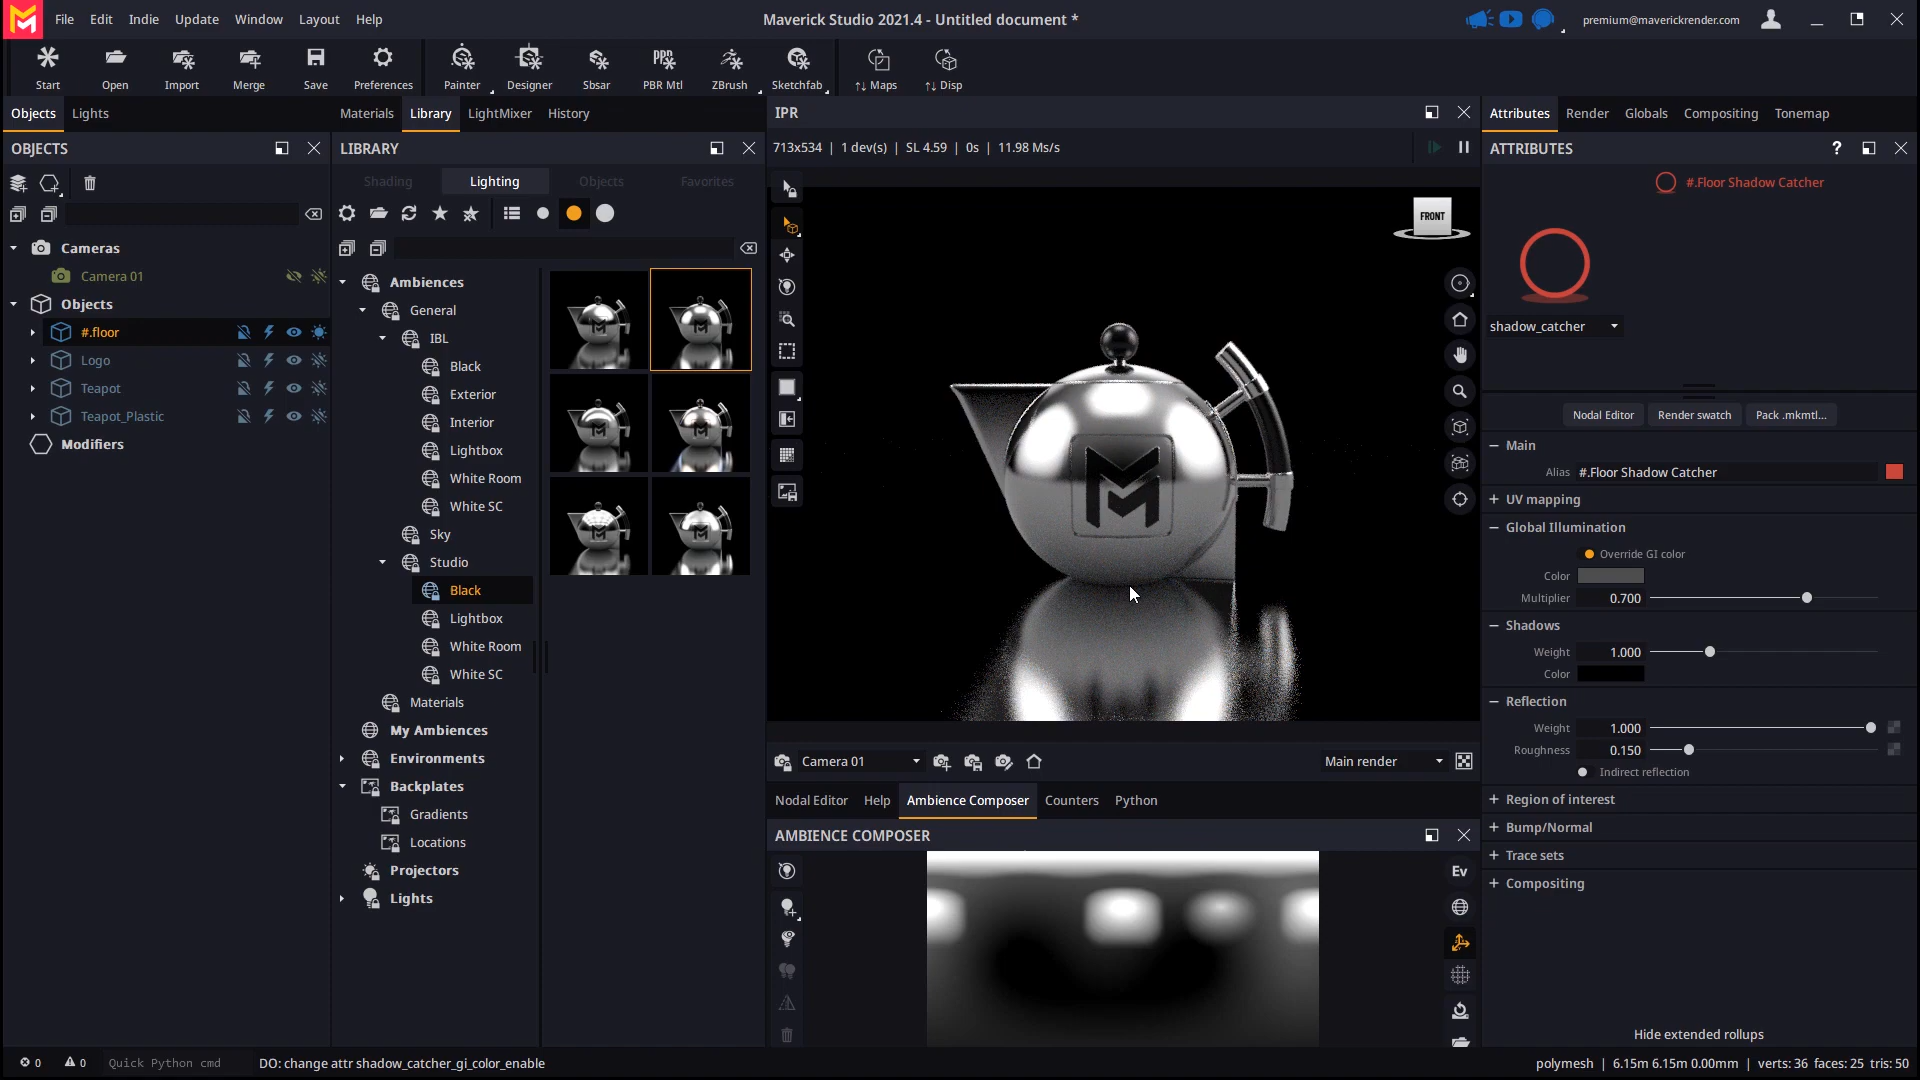 File Edit Indie Update Window Layout Help
Maverick Studio 2021.4 - Untitled document *
premium@maverickrender.com
Start Open Import Merge Save Preferences Painter Designer Sbsar PBR Mtl ZBrush Sketchfab ↑↓ Maps ↑↓ Disp
Objects Lights
OBJECTS
Cameras
Camera 01
Objects
#.floor
Logo
Teapot
Teapot_Plastic
Modifiers
Materials Library LightMixer History
LIBRARY
Shading Lighting Objects Favorites
Ambiences
General
IBL
Black
Exterior
Interior
Lightbox
White Room
White SC
Sky
Studio
Black
Lightbox
White Room
White SC
Materials
My Ambiences
Environments
Backplates
Gradients
Locations
Projectors
Lights
IPR
713x534 | 1 dev(s) | SL 4.59 | 0s | 11.98 Ms/s
FRONT
Camera 01
Main render
Nodal Editor Help Ambience Composer Counters Python
AMBIENCE COMPOSER
Ev
Attributes Render Globals Compositing Tonemap
ATTRIBUTES
?
#.Floor Shadow Catcher
shadow_catcher
Nodal Editor Render swatch Pack .mkmtl...
Main
Alias #.Floor Shadow Catcher
UV mapping
Global Illumination
Override GI color
Color
Multiplier 0.700
Shadows
Weight 1.000
Color
Reflection
Weight 1.000
Roughness 0.150
Indirect reflection
Region of interest
Bump/Normal
Trace sets
Compositing
Hide extended rollups
0 0 Quick Python cmd DO: change attr shadow_catcher_gi_color_enable
polymesh | 6.15m 6.15m 0.00mm | verts: 36 faces: 25 tris: 50